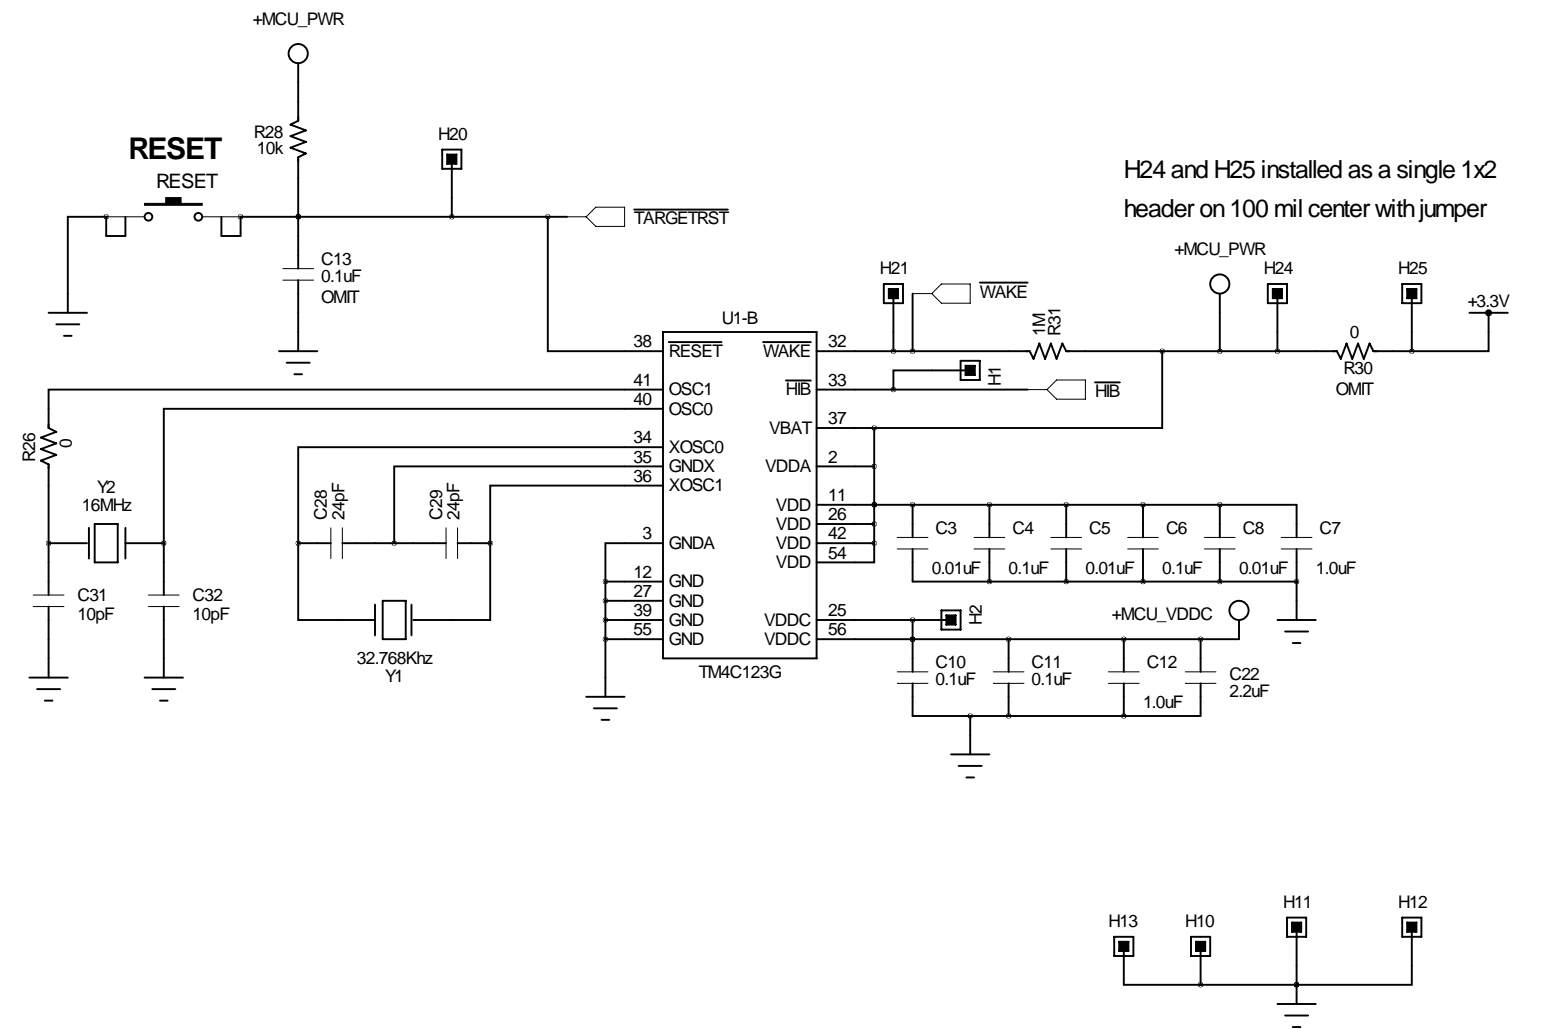 +MCU_PWR
R28
10k
H20
RESET
RESET
TARGETRST
C13
0.1uF
OMIT
H24 and H25 installed as a single 1x2
header on 100 mil center with jumper
+MCU_PWR
H24
H25
+3.3V
H21
WAKE
1M
R31
0
R30
OMIT
H1
HIB
U1-B
38
RESET
WAKE
32
41
OSC1
HIB
33
40
OSC0
VBAT
37
34
XOSC0
35
GNDX
VDDA
2
36
XOSC1
VDD
11
VDD
26
3
GNDA
VDD
42
VDD
54
12
GND
27
GND
39
GND
VDDC
25
55
GND
VDDC
56
TM4C123G
R26
0
Y2
16MHz
C31
10pF
C32
10pF
C28
24pF
C29
24pF
32.768Khz
Y1
C3
0.01uF
C4
0.1uF
C5
0.01uF
C6
0.1uF
C8
0.01uF
C7
1.0uF
H2
+MCU_VDDC
C10
0.1uF
C11
0.1uF
C12
1.0uF
C22
2.2uF
H13
H10
H11
H12